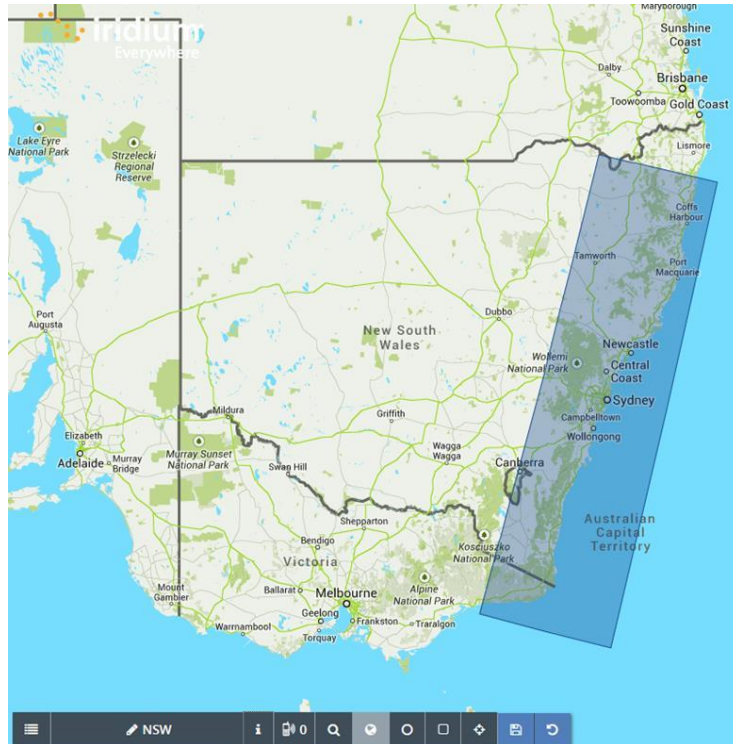 Maryborough
iridium
Everywhere
Sunshine
Coast
Dalby
Brisbane
Toowoomba
Gold Coast
Lake Eyre
National Park
Strzelecki
Regional
Reserve
Lismore
Coffs
Harbour
Tamworth
Port
Macquarie
Port
Augusta
Dubbo
New South
Wales
Newcastle
Wollemi
National Park
Central
Coast
Sydney
Mildura
Griffith
Campbelltown
Wollongong
Elizabeth
Adelaide
Murray
Bridge
Murray Sunset
National Park
Swan Hill
Wagga
Wagga
Canberra
Shepparton
Australian
Capital
Territory
Kosciuszko
National Park
Bendigo
Victoria
Mount
Gambier
Ballarat
Melbourne
Alpine
National Park
Geelong
Frankston
Traralgon
Warrnambool
Torquay
NSW
i
0